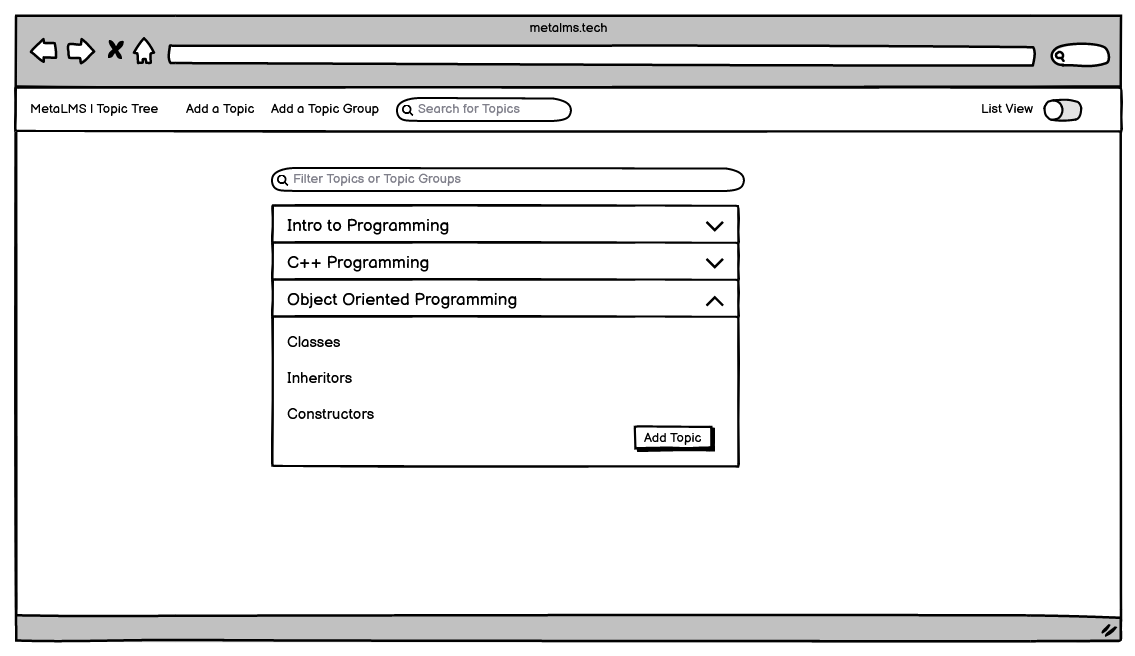 metalms.tech
MetaLMS | Topic Tree
Add a Topic
Add a Topic Group
Search for Topics
List View
Filter Topics or Topic Groups
Intro to Programming
C++ Programming
Object Oriented Programming
Classes
Inheritors
Constructors
Add Topic